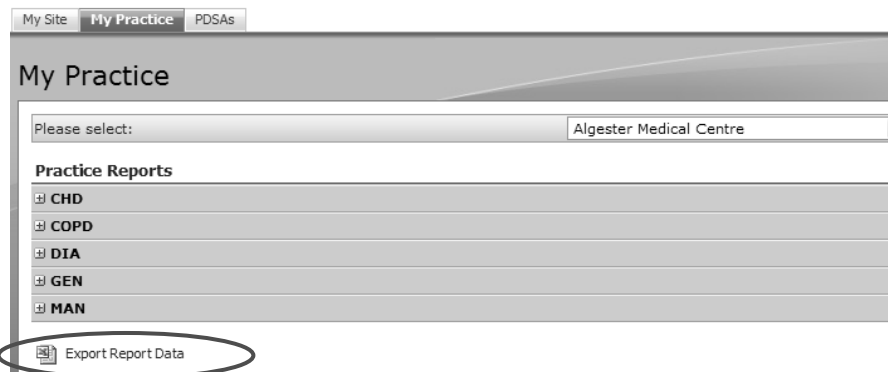 My Site My Practice PDSAs
My Practice
Please select: Algester Medical Centre
Practice Reports
CHD
COPD
DIA
GEN
MAN
Export Report Data